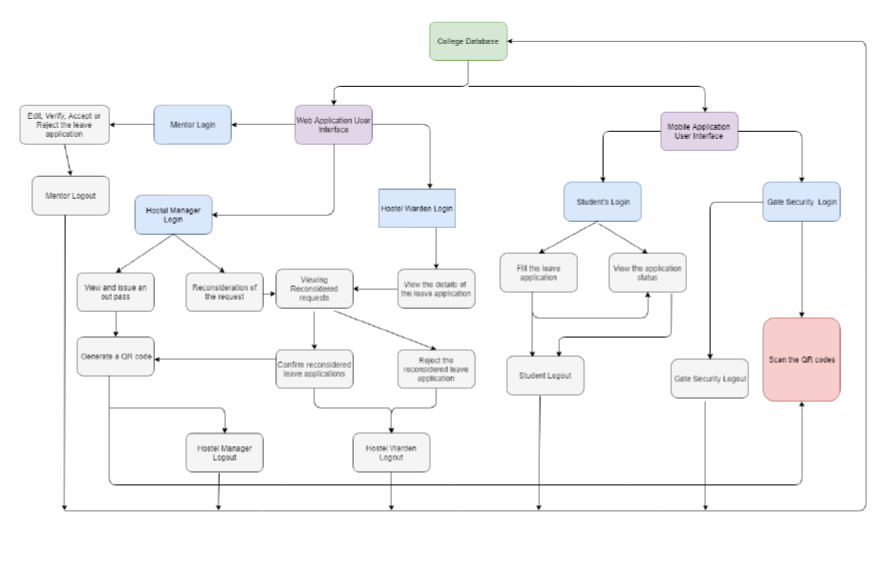 College Database
Edit, Verify, Accept or
Reject the leave
application
Mentor Login
Web Application User
Interface
Mobile Application
User Interface
Mentor Logout
Hostel Manager
Login
Hostel Warden Login
Student's Login
Gate Security Login
View and issue an
out pass
Reconsideration of
the request
Viewing
Reconsidered
requests
View the details of
the leave application
Fill the leave
application
View the application
status
Generate a QR code
Confirm reconsidered
leave applications
Reject the
reconsidered leave
application
Student Logout
Gate Security Logout
Scan the QR codes
Hostel Manager
Logout
Hostel Warden
Logout